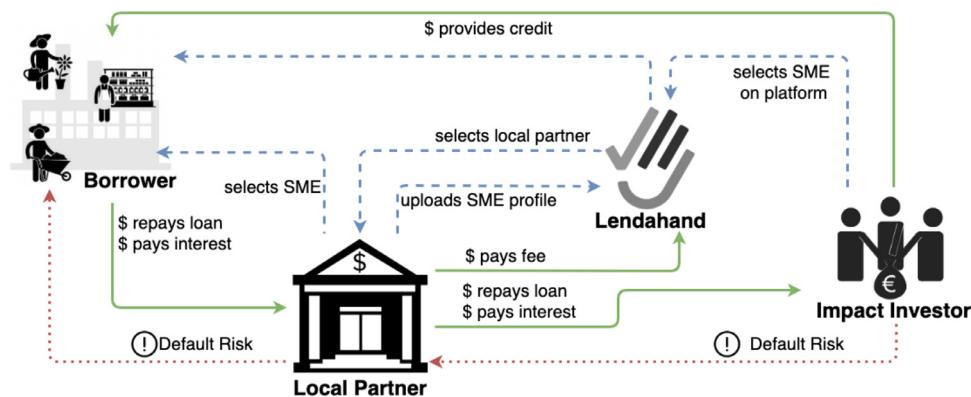 $ provides credit
selects SME
on platform
selects local partner
Borrower
selects SME
uploads SME profile
Lendahand
$ repays loan
$ pays interest
$
$ pays fee
$ repays loan
$ pays interest
€
Impact Investor
! Default Risk
! Default Risk
Local Partner